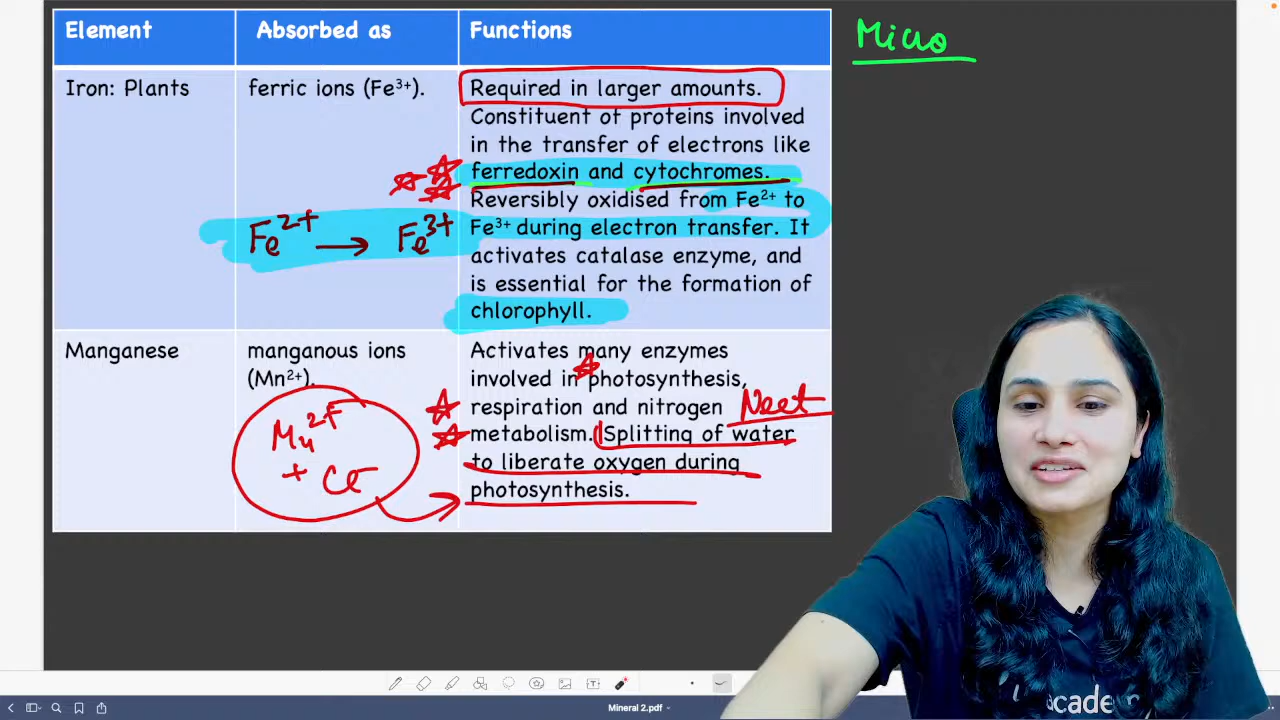 Element
Absorbed as
Functions
Micro
Iron: Plants
ferric ions (Fe³⁺).
Required in larger amounts.
Constituent of proteins involved
in the transfer of electrons like
ferredoxin and cytochromes.
Reversibly oxidised from Fe²⁺ to
Fe³⁺ during electron transfer. It
activates catalase enzyme, and
is essential for the formation of
chlorophyll.
Fe²⁺ → Fe³⁺
Manganese
manganous ions
(Mn²⁺).
Mn²⁺
+ Cl⁻
Activates many enzymes
involved in photosynthesis,
respiration and nitrogen
metabolism. Splitting of water
to liberate oxygen during
photosynthesis.
Neet
Mineral 2.pdf